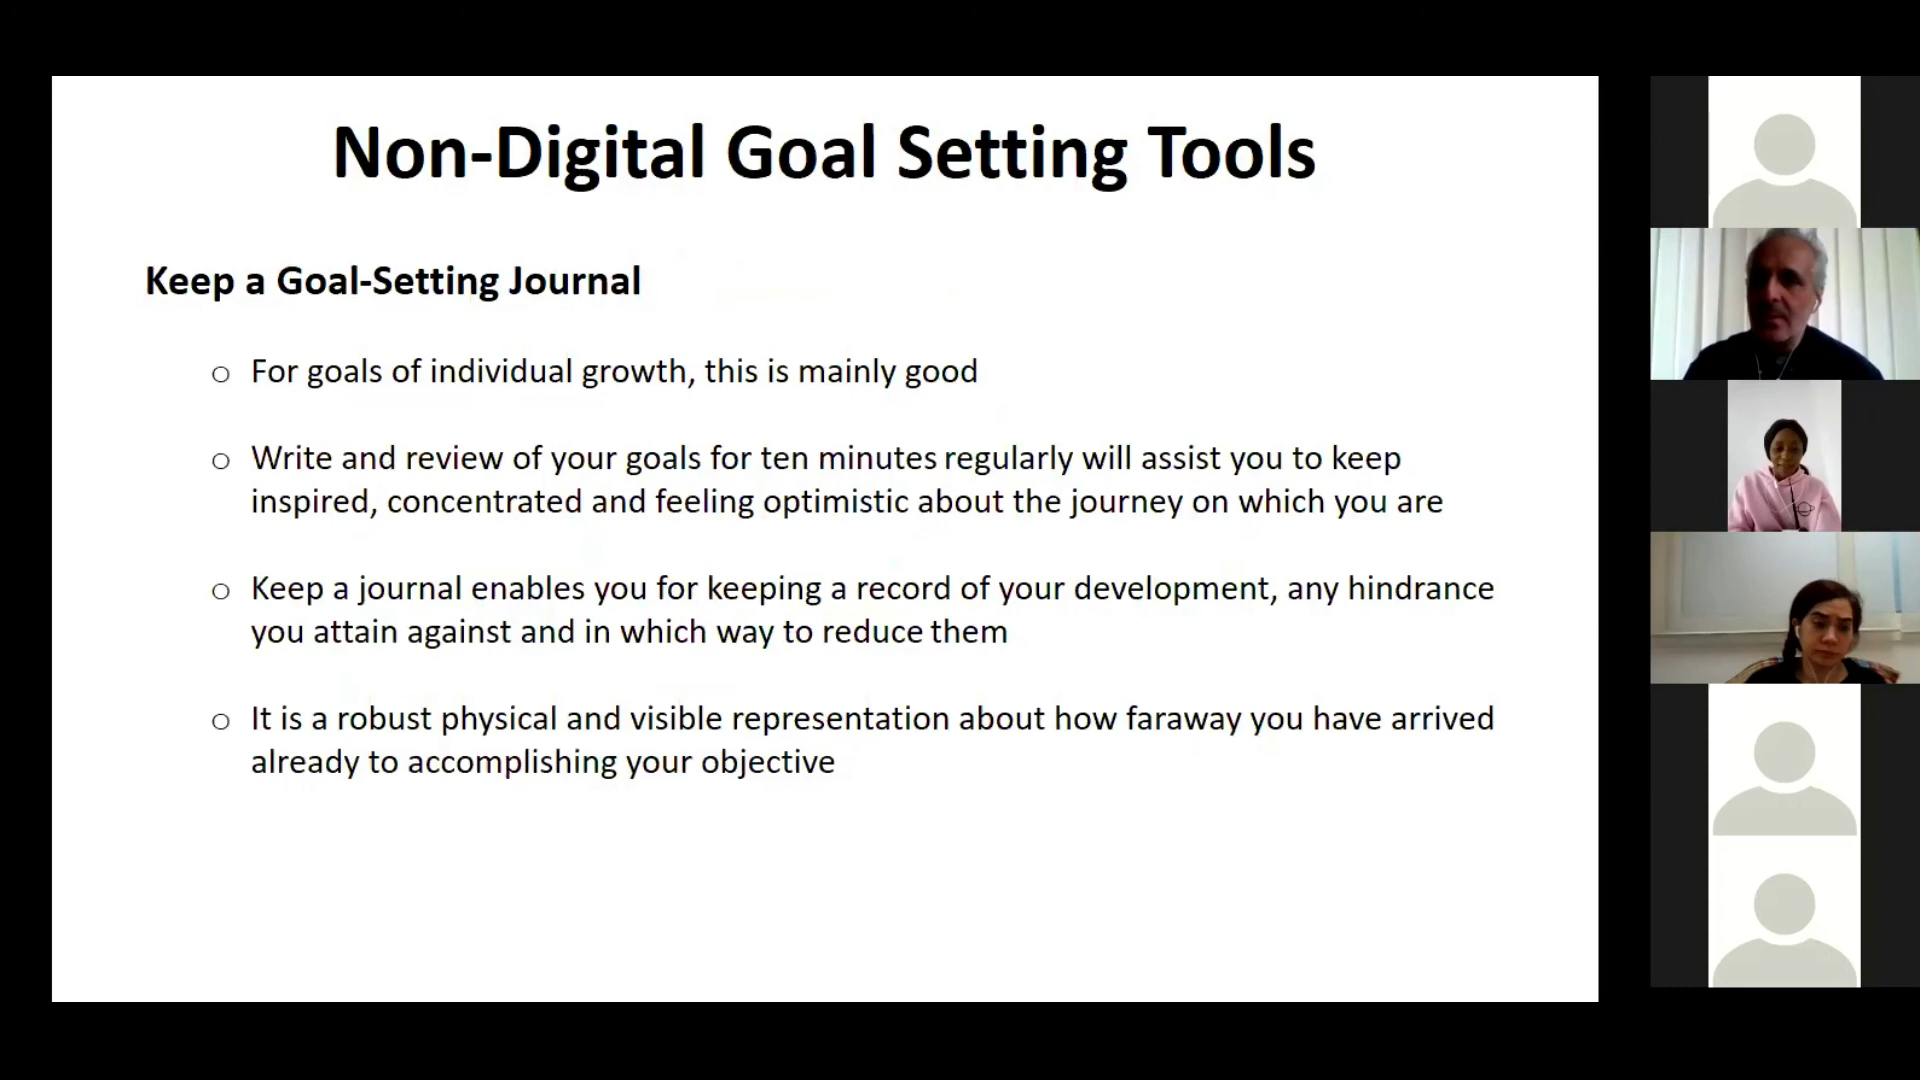 Non-Digital Goal Setting Tools
Keep a Goal-Setting Journal
o For goals of individual growth, this is mainly good
o Write and review of your goals for ten minutes regularly will assist you to keep
inspired, concentrated and feeling optimistic about the journey on which you are
o Keep a journal enables you for keeping a record of your development, any hindrance
you attain against and in which way to reduce them
o It is a robust physical and visible representation about how faraway you have arrived
already to accomplishing your objective